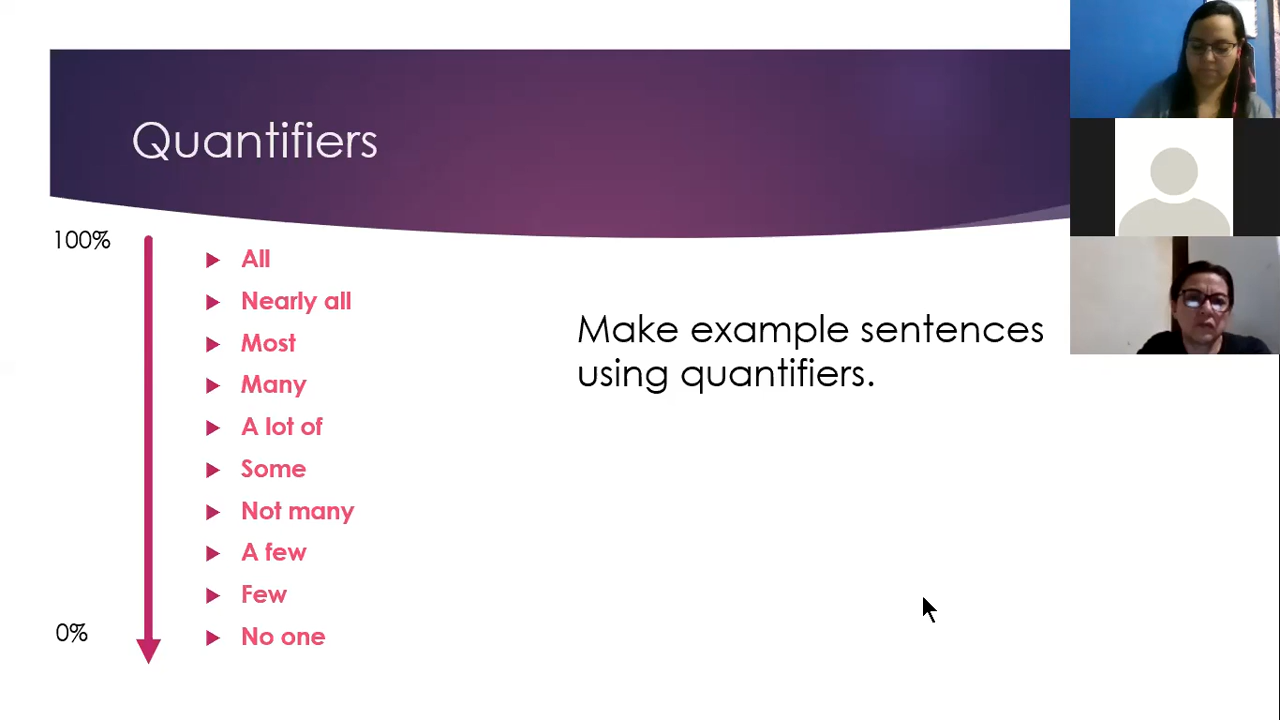 Quantifiers
100%
All
Nearly all
Most
Many
A lot of
Some
Not many
A few
Few
No one
0%
Make example sentences
using quantifiers.